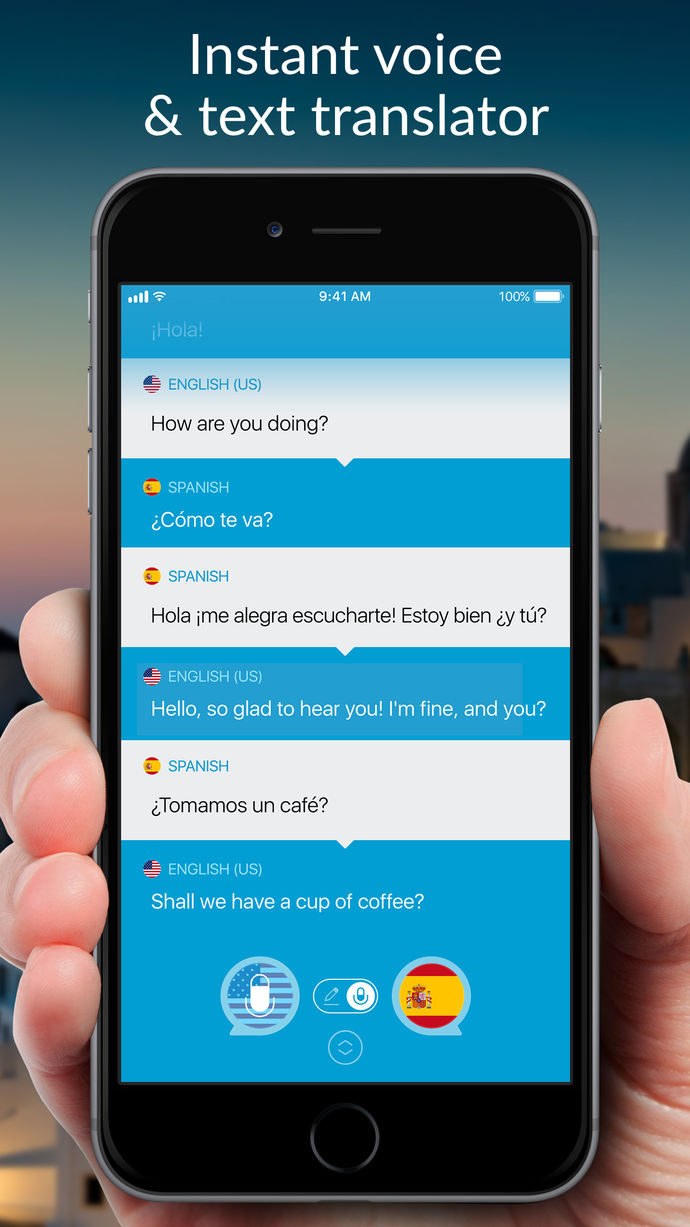 Instant voice
& text translator
9:41 AM
100%
¡Hola!
ENGLISH (US)
How are you doing?
SPANISH
¿Cómo te va?
SPANISH
Hola ¡me alegra escucharte! Estoy bien ¿y tú?
ENGLISH (US)
Hello, so glad to hear you! I'm fine, and you?
SPANISH
¿Tomamos un café?
ENGLISH (US)
Shall we have a cup of coffee?